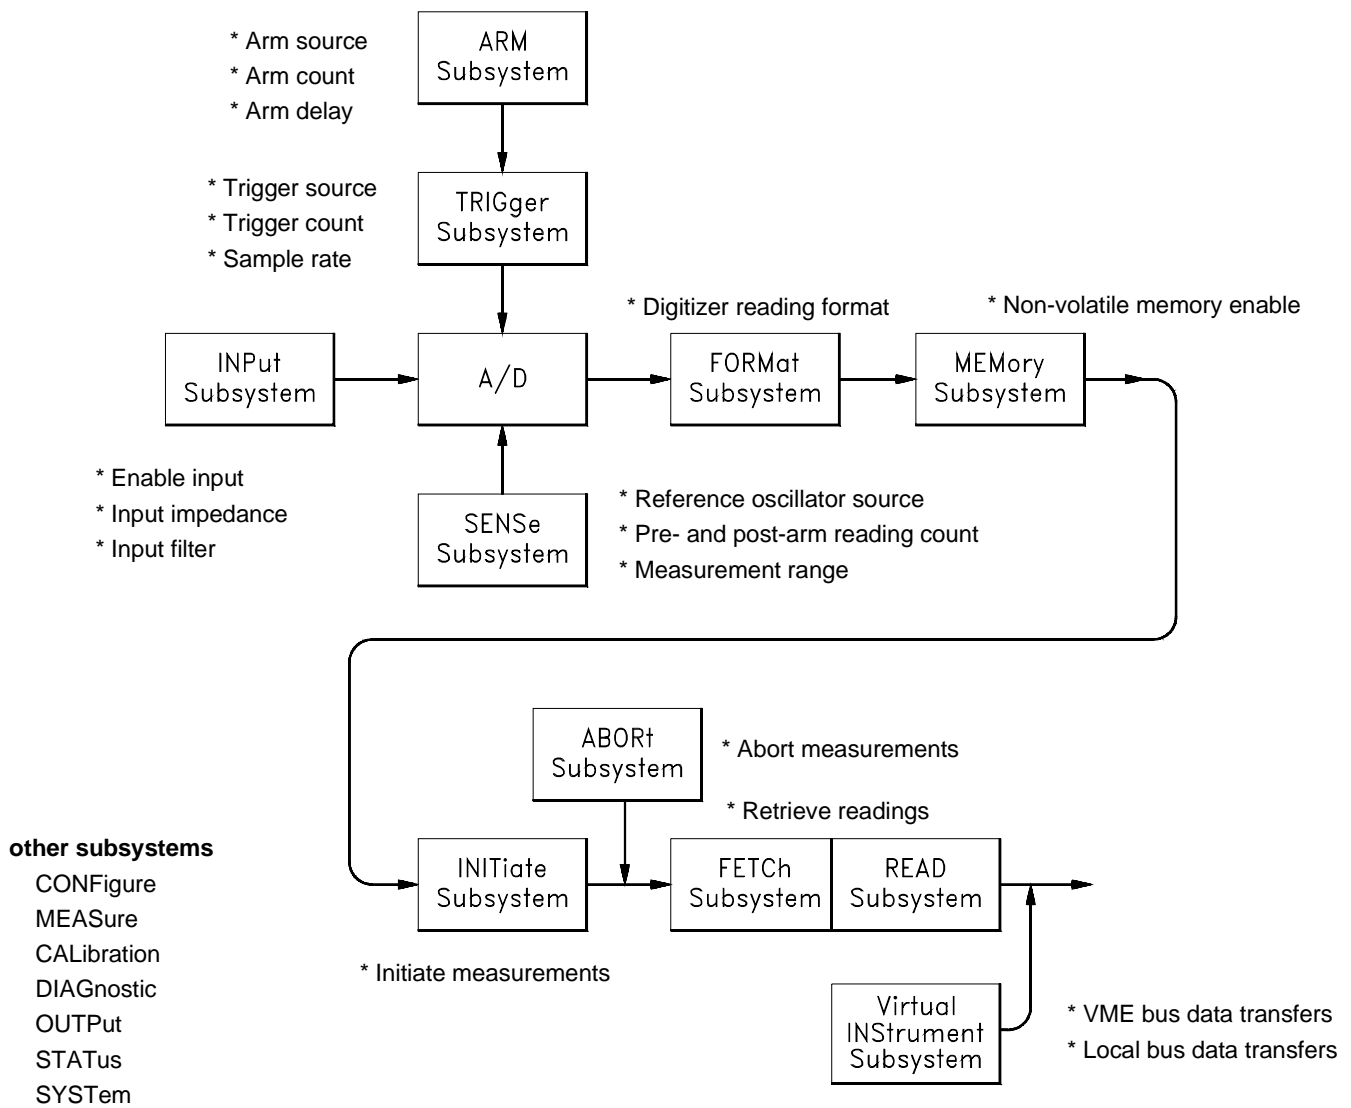 * Arm source
* Arm count
* Arm delay
ARM
Subsystem
* Trigger source
* Trigger count
* Sample rate
TRIGger
Subsystem
* Digitizer reading format
* Non-volatile memory enable
INPut
Subsystem
A/D
FORMat
Subsystem
MEMory
Subsystem
* Enable input
* Input impedance
* Input filter
SENSe
Subsystem
* Reference oscillator source
* Pre- and post-arm reading count
* Measurement range
ABORt
Subsystem
* Abort measurements
* Retrieve readings
INITiate
Subsystem
FETCh
Subsystem
READ
Subsystem
* Initiate measurements
Virtual
INStrument
Subsystem
* VME bus data transfers
* Local bus data transfers
other subsystems
CONFigure
MEASure
CALibration
DIAGnostic
OUTPut
STATus
SYSTem